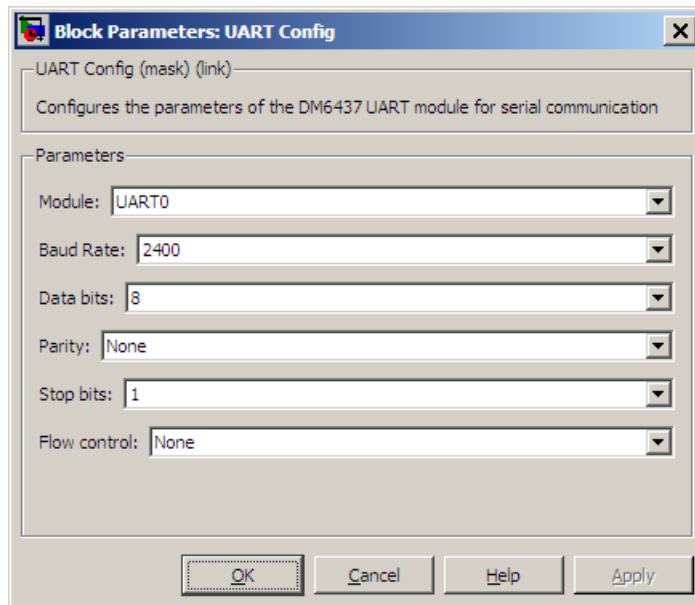 Block Parameters: UART Config
UART Config (mask) (link)
Configures the parameters of the DM6437 UART module for serial communication
Parameters
Module: UART0
Baud Rate: 2400
Data bits: 8
Parity: None
Stop bits: 1
Flow control: None
OK Cancel Help Apply